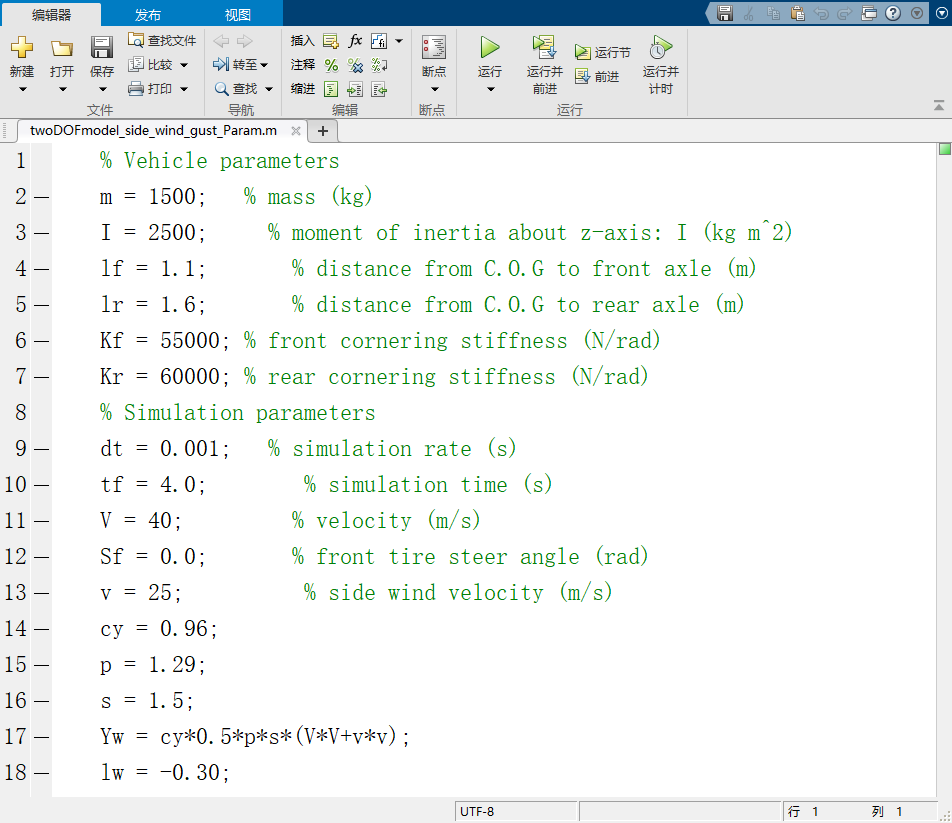 编辑器 发布 视图
新建 打开 保存 查找文件 比较 打印 文件
转至 查找 导航
插入 fx 注释 缩进 编辑
断点 断点
运行 运行并前进 运行节 前进 运行并计时 运行
twoDOFmodel_side_wind_gust_Param.m
1 % Vehicle parameters
2 — m = 1500; % mass (kg)
3 — I = 2500; % moment of inertia about z-axis: I (kg m^2)
4 — lf = 1.1; % distance from C.O.G to front axle (m)
5 — lr = 1.6; % distance from C.O.G to rear axle (m)
6 — Kf = 55000; % front cornering stiffness (N/rad)
7 — Kr = 60000; % rear cornering stiffness (N/rad)
8 % Simulation parameters
9 — dt = 0.001; % simulation rate (s)
10 — tf = 4.0; % simulation time (s)
11 — V = 40; % velocity (m/s)
12 — Sf = 0.0; % front tire steer angle (rad)
13 — v = 25; % side wind velocity (m/s)
14 — cy = 0.96;
15 — p = 1.29;
16 — s = 1.5;
17 — Yw = cy*0.5*p*s*(V*V+v*v);
18 — lw = -0.30;
UTF-8 行 1 列 1